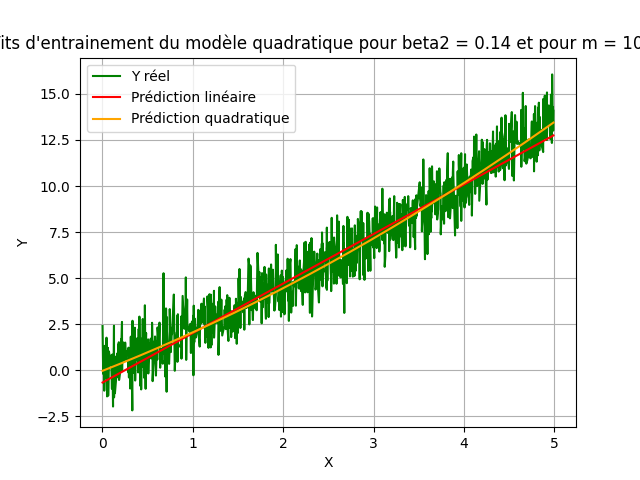 its d'entrainement du modèle quadratique pour beta2 = 0.14 et pour m = 10
Y réel
Prédiction linéaire
Prédiction quadratique
15.0
12.5
10.0
7.5
5.0
2.5
0.0
−2.5
Y
0 1 2 3 4 5
X